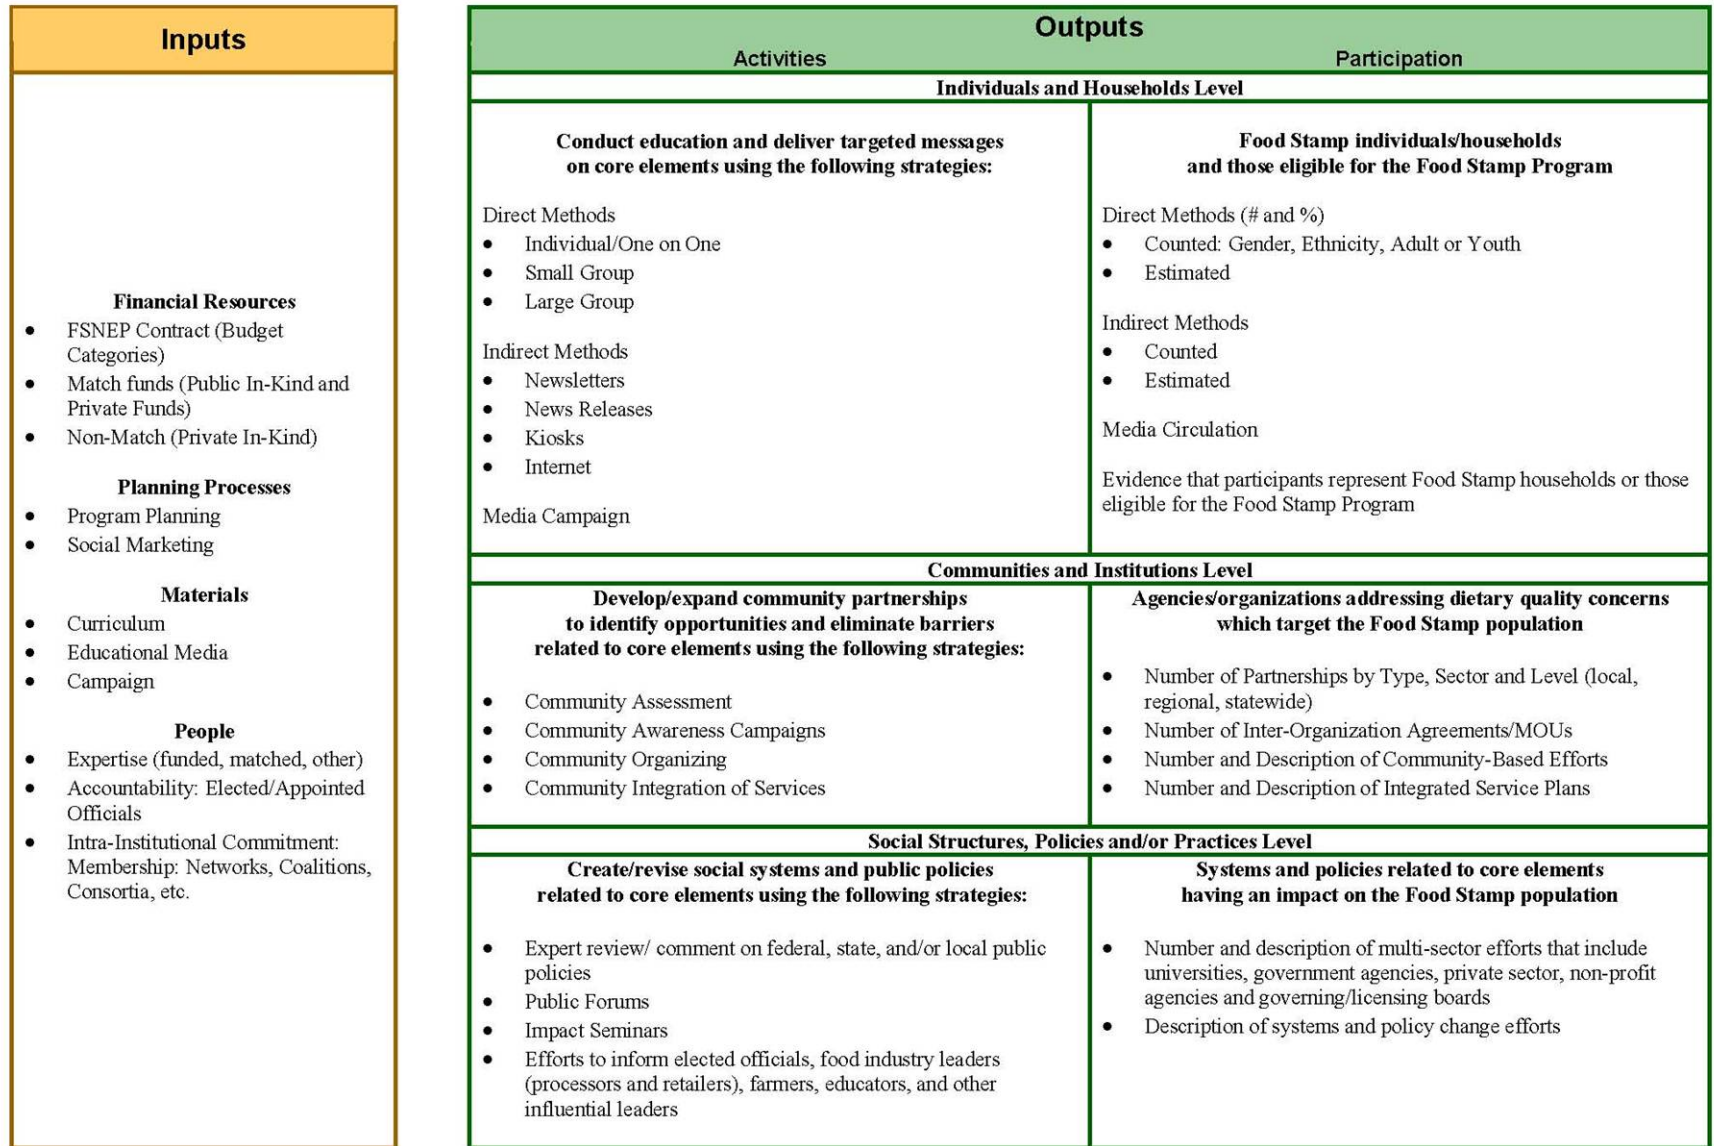 Inputs
Financial Resources
• FSNEP Contract (Budget
Categories)
• Match funds (Public In-Kind and
Private Funds)
• Non-Match (Private In-Kind)
Planning Processes
• Program Planning
• Social Marketing
Materials
• Curriculum
• Educational Media
• Campaign
People
• Expertise (funded, matched, other)
• Accountability: Elected/Appointed
Officials
• Intra-Institutional Commitment:
Membership: Networks, Coalitions,
Consortia, etc.
Outputs
Activities
Participation
Individuals and Households Level
Conduct education and deliver targeted messages
on core elements using the following strategies:
Direct Methods
• Individual/One on One
• Small Group
• Large Group
Indirect Methods
• Newsletters
• News Releases
• Kiosks
• Internet
Media Campaign
Food Stamp individuals/households
and those eligible for the Food Stamp Program
Direct Methods (# and %)
• Counted: Gender, Ethnicity, Adult or Youth
• Estimated
Indirect Methods
• Counted
• Estimated
Media Circulation
Evidence that participants represent Food Stamp households or those
eligible for the Food Stamp Program
Communities and Institutions Level
Develop/expand community partnerships
to identify opportunities and eliminate barriers
related to core elements using the following strategies:
• Community Assessment
• Community Awareness Campaigns
• Community Organizing
• Community Integration of Services
Agencies/organizations addressing dietary quality concerns
which target the Food Stamp population
• Number of Partnerships by Type, Sector and Level (local,
regional, statewide)
• Number of Inter-Organization Agreements/MOUs
• Number and Description of Community-Based Efforts
• Number and Description of Integrated Service Plans
Social Structures, Policies and/or Practices Level
Create/revise social systems and public policies
related to core elements using the following strategies:
• Expert review/ comment on federal, state, and/or local public
policies
• Public Forums
• Impact Seminars
• Efforts to inform elected officials, food industry leaders
(processors and retailers), farmers, educators, and other
influential leaders
Systems and policies related to core elements
having an impact on the Food Stamp population
• Number and description of multi-sector efforts that include
universities, government agencies, private sector, non-profit
agencies and governing/licensing boards
• Description of systems and policy change efforts